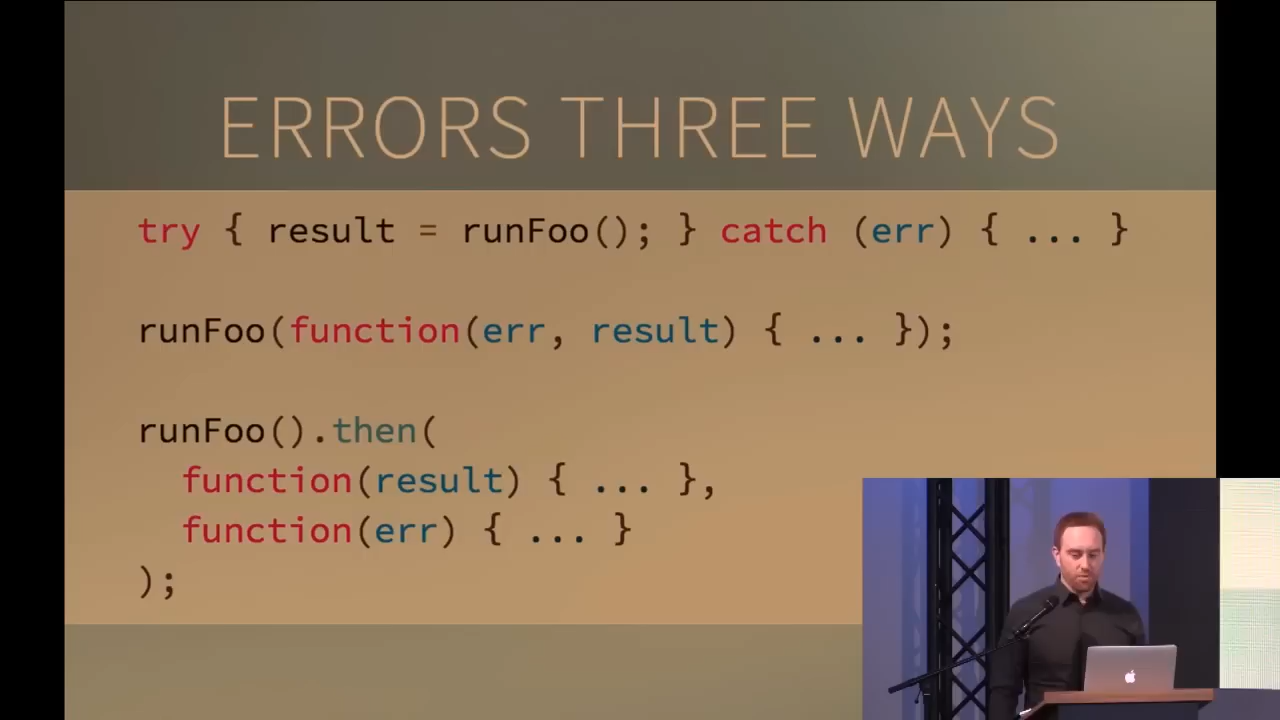 ERRORS THREE WAYS
try { result = runFoo(); } catch (err) { ... }
runFoo(function(err, result) { ... });
runFoo().then(
function(result) { ... },
function(err) { ... }
);